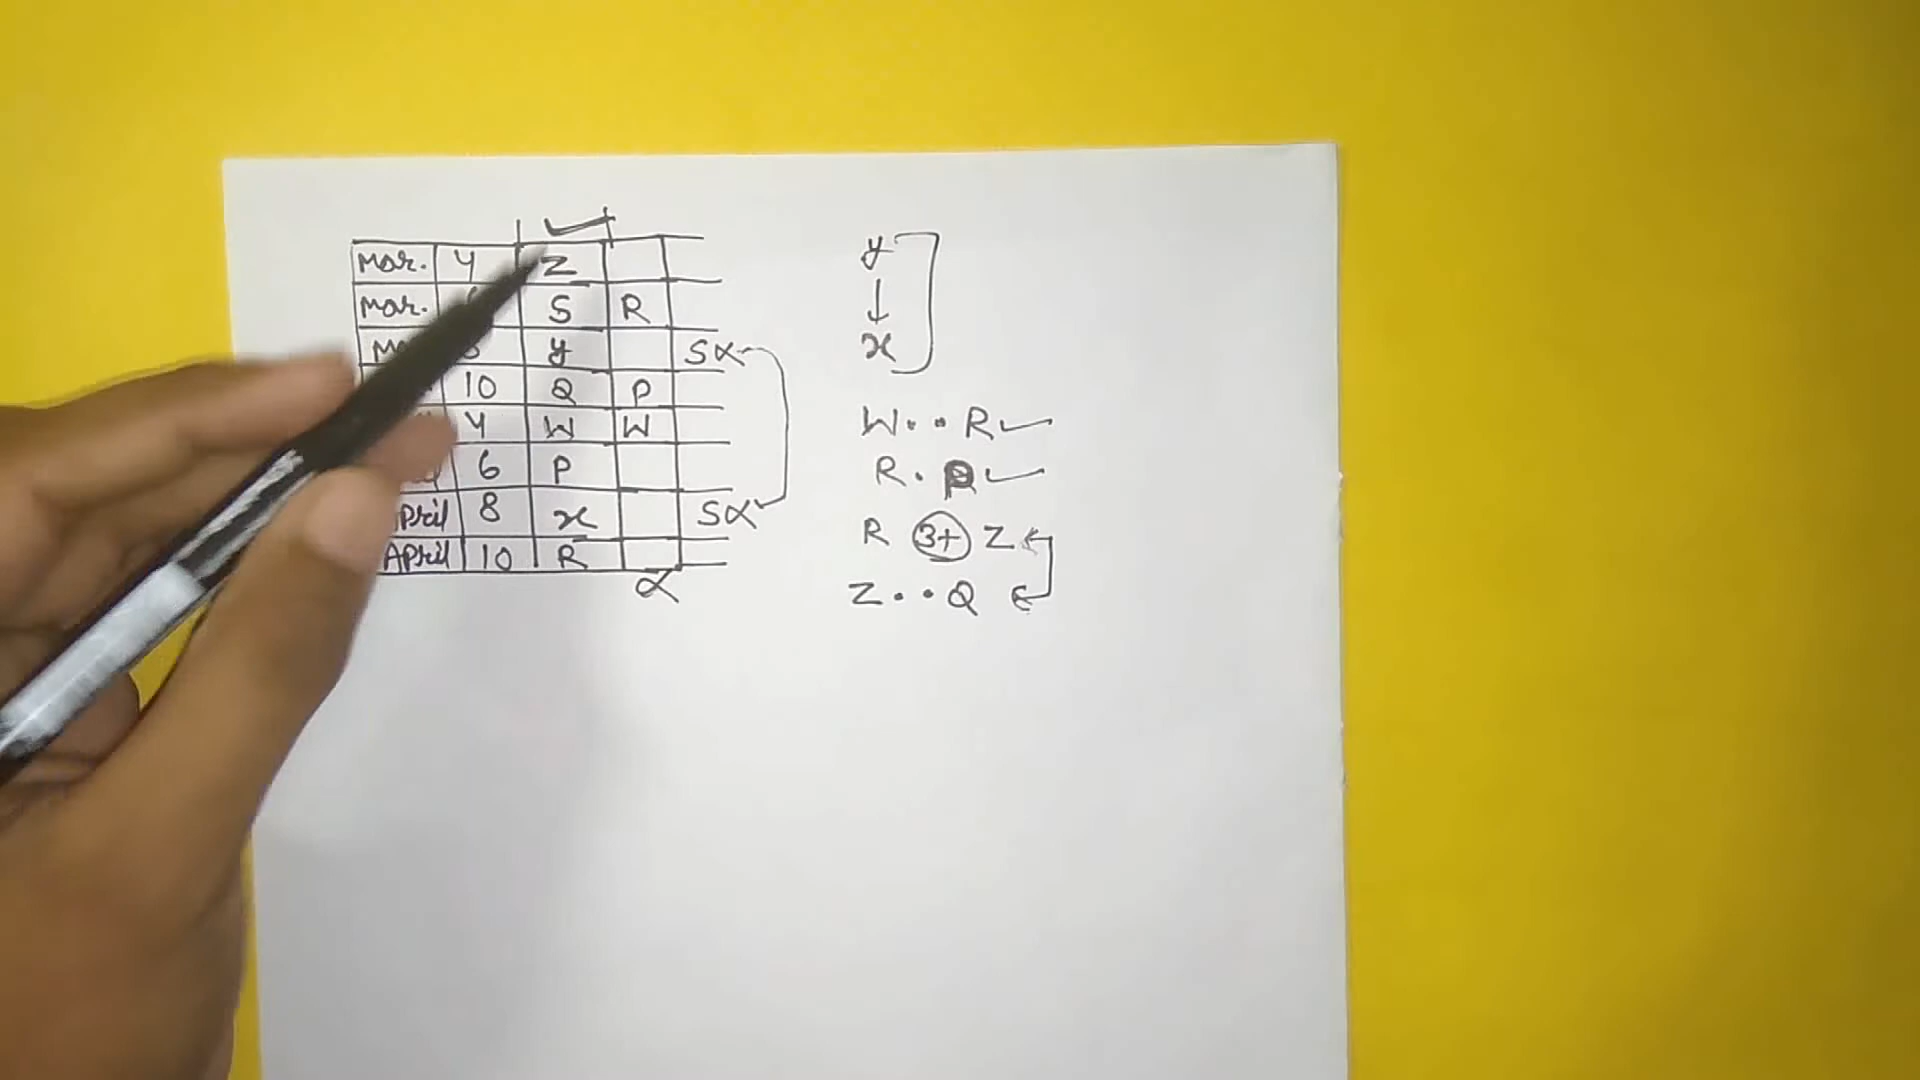 Mar. 4 Z
Mar. S R
y Sx
10 Q P
4 W W
6 P
April 8 x Sx
April 10 R
x
y
↓
x
W • • R ✓
R • P ✓
R 3+ Z
Z • • Q